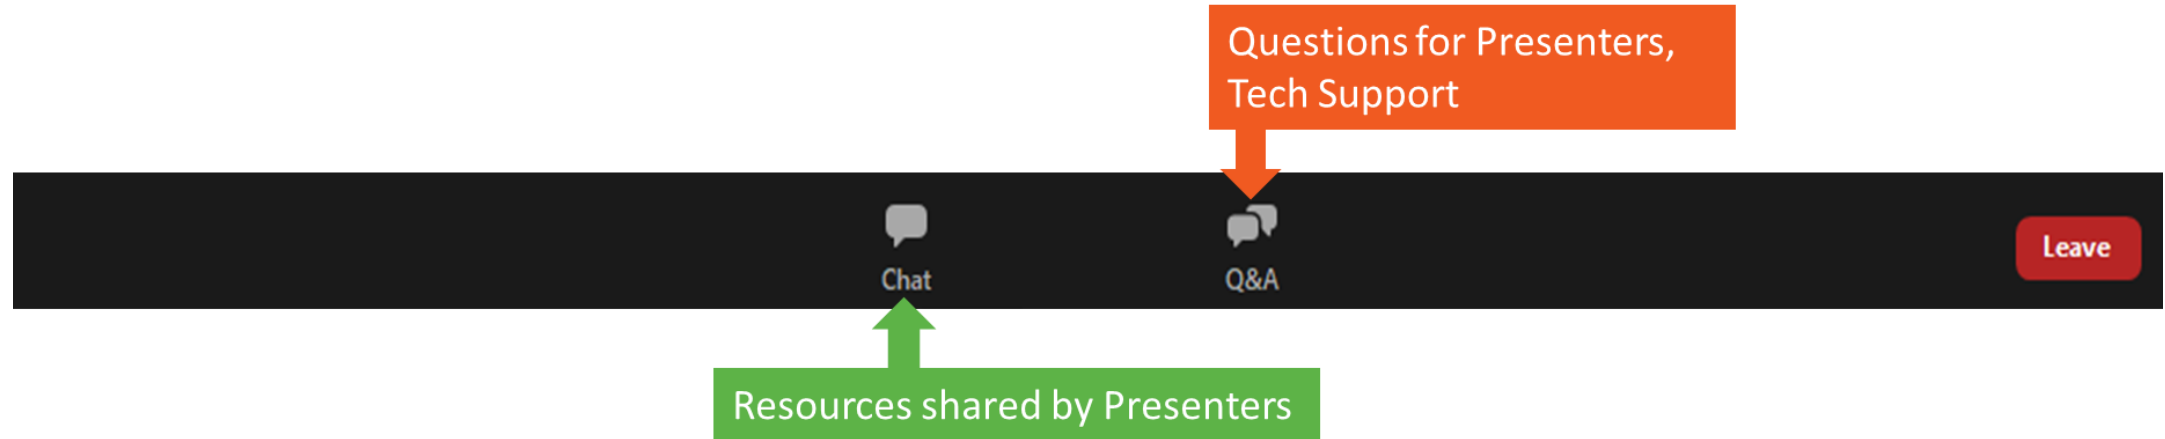 Questions for Presenters,
Tech Support
Chat
Q&A
Leave
Resources shared by Presenters